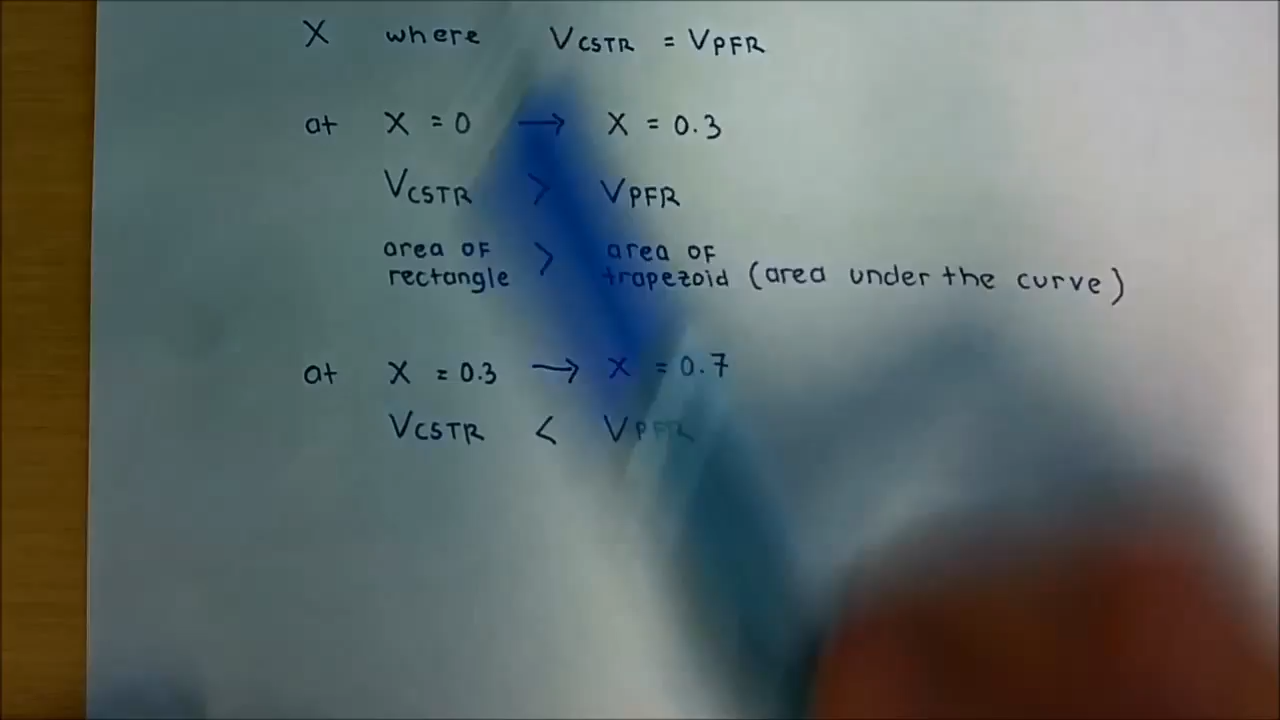 X where VCSTR = VPFR
at X = 0 → X = 0.3
VCSTR > VPFR
area of > area of
rectangle trapezoid (area under the curve)
at X = 0.3 → X = 0.7
VCSTR < VPFR